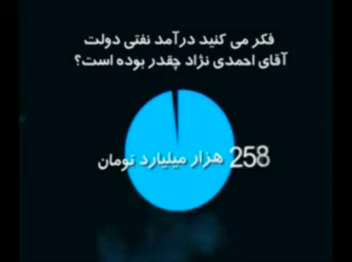 فکر می کنید درآمد نفتی دولت
آقای احمدی نژاد چقدر بوده است؟
258 هزار میلیارد تومان